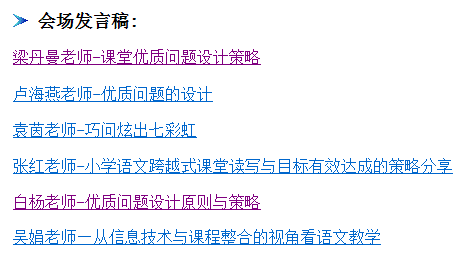 会场发言稿:
梁丹曼老师-课堂优质问题设计策略
卢海燕老师-优质问题的设计
袁茵老师-巧问炫出七彩虹
张红老师-小学语文跨越式课堂读写与目标有效达成的策略分享
白杨老师-优质问题设计原则与策略
吴娟老师—从信息技术与课程整合的视角看语文教学